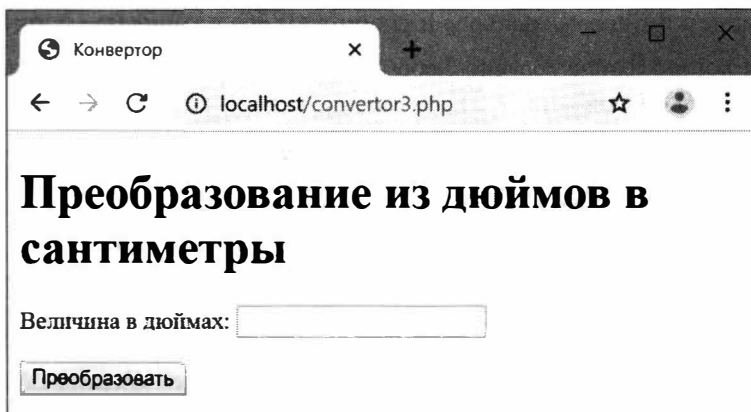 Конвертор
localhost/convertor3.php
Преобразование из дюймов в
сантиметры
Величина в дюймах:
Преобразовать